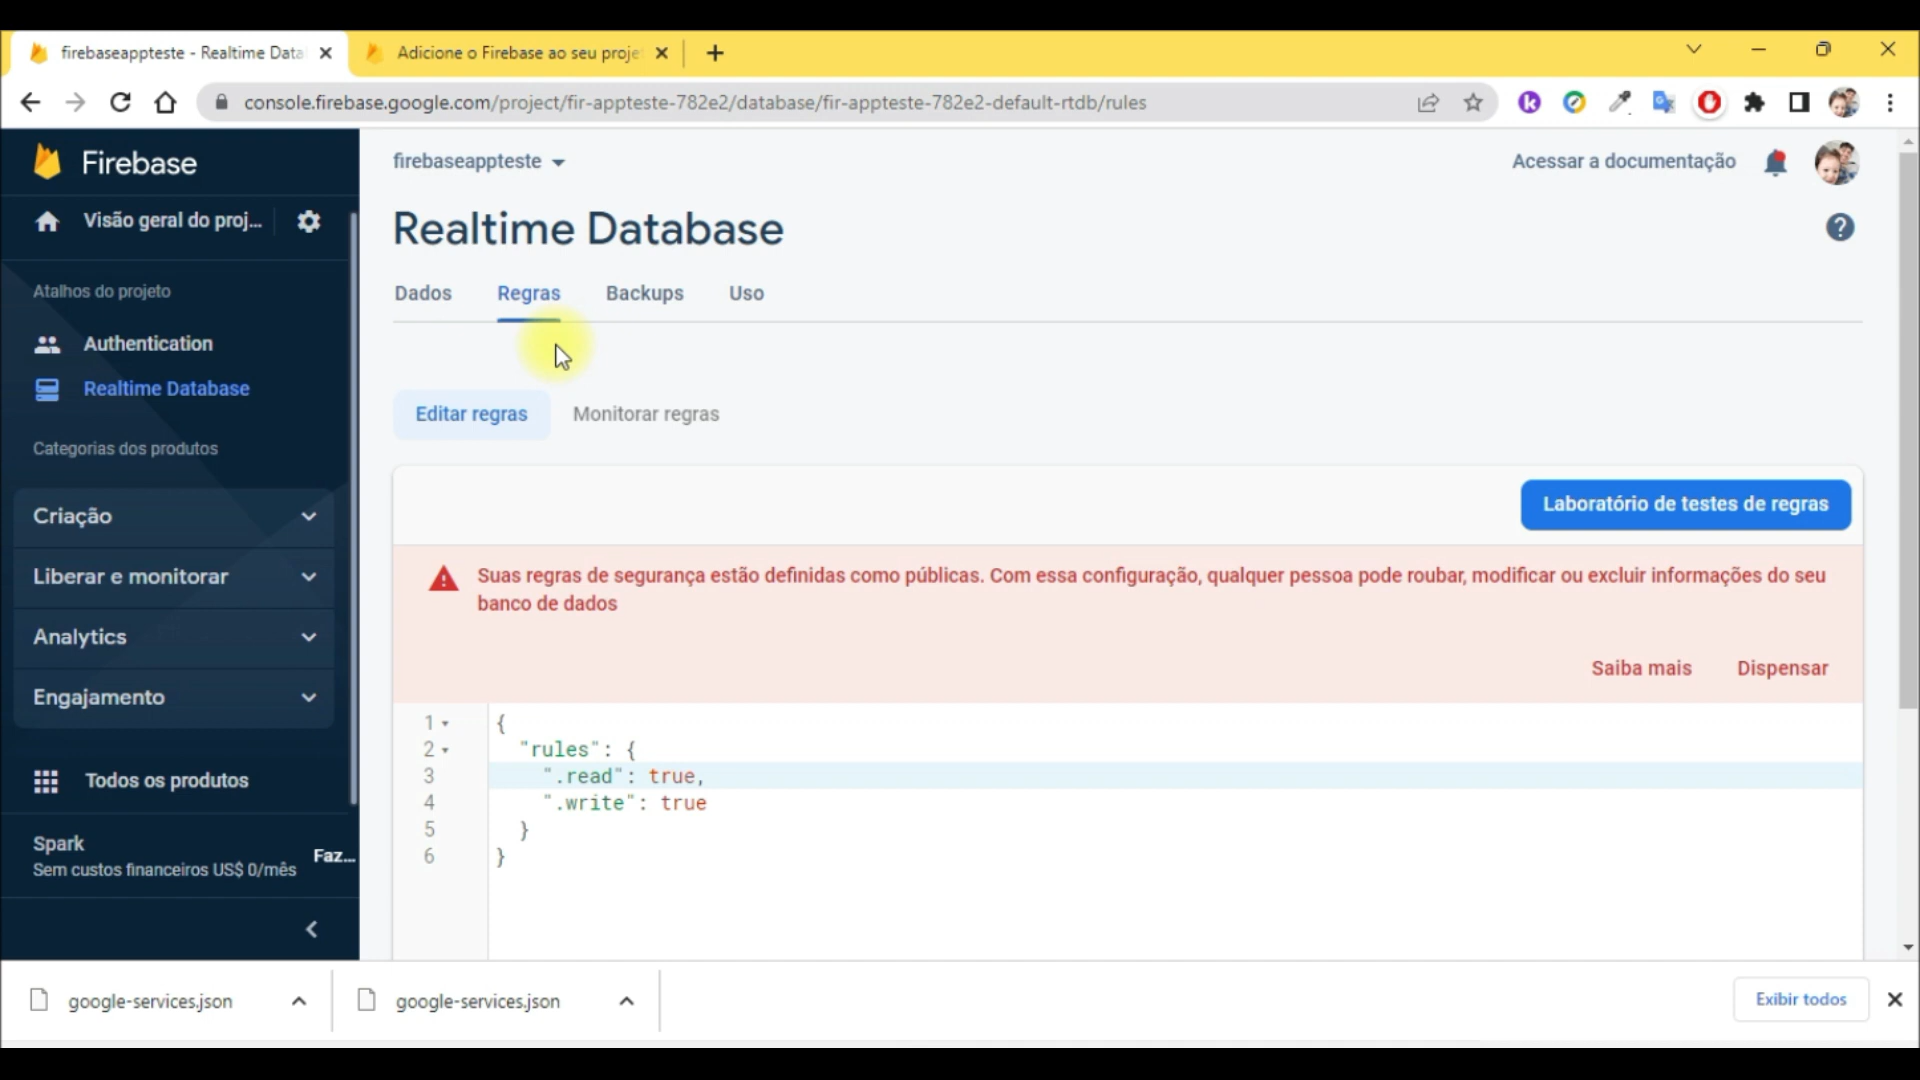 firebaseappteste - Realtime Data
Adicione o Firebase ao seu proje
console.firebase.google.com/project/fir-appteste-782e2/database/fir-appteste-782e2-default-rtdb/rules
Firebase
firebaseappteste
Acessar a documentação
Visão geral do proj...
Realtime Database
Atalhos do projeto
Dados
Regras
Backups
Uso
Authentication
Realtime Database
Editar regras
Monitorar regras
Categorias dos produtos
Criação
Laboratório de testes de regras
Liberar e monitorar
Suas regras de segurança estão definidas como públicas. Com essa configuração, qualquer pessoa pode roubar, modificar ou excluir informações do seu
banco de dados
Analytics
Saiba mais
Dispensar
Engajamento
1 {
2 "rules": {
3 ".read": true,
4 ".write": true
5 }
6 }
Todos os produtos
Spark
Sem custos financeiros US$ 0/mês
Faz...
google-services.json
google-services.json
Exibir todos